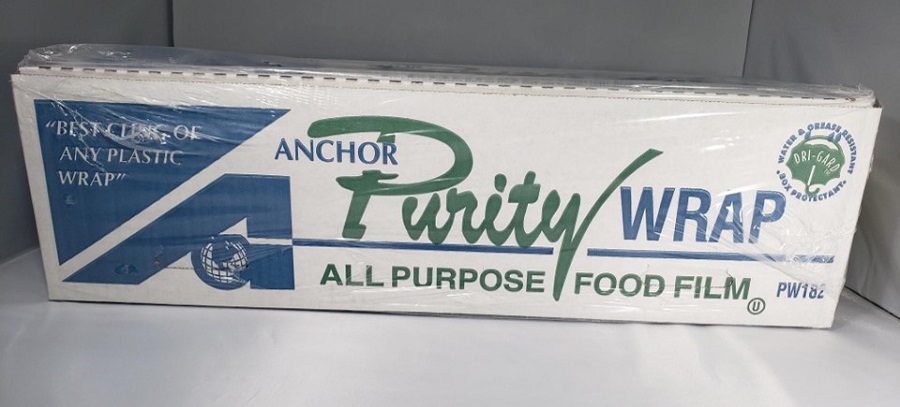 "BEST CLING OF
ANY PLASTIC
WRAP"
ANCHOR
Purity WRAP
ALL PURPOSE FOOD FILM
U
PW182
WATER & GREASE RESISTANT
DRI-GARD
BOX PROTECTANT